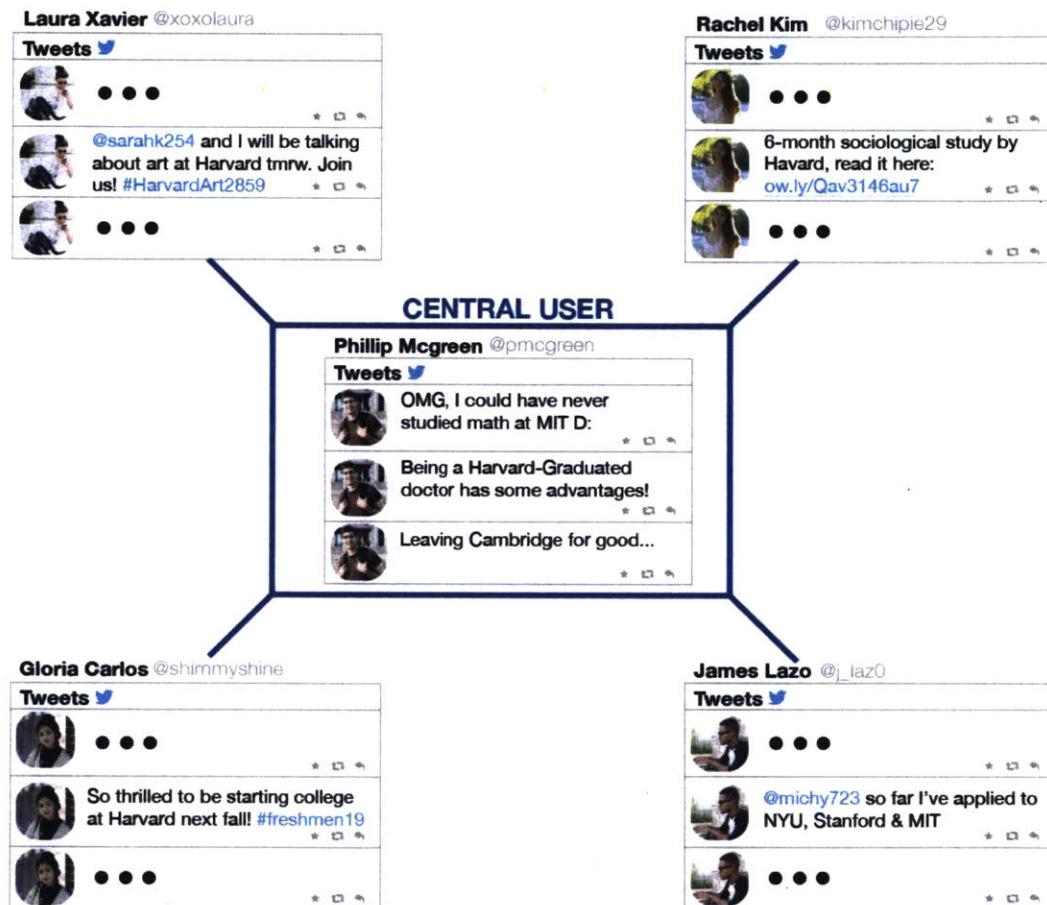 Laura Xavier @xoxolaura
Tweets
@sarahk254 and I will be talking
about art at Harvard tmrw. Join
us! #HarvardArt2859
Rachel Kim @kimchipie29
Tweets
6-month sociological study by
Havard, read it here:
ow.ly/Qav3146au7
CENTRAL USER
Phillip Mcgreen @pmcgreen
Tweets
OMG, I could have never
studied math at MIT D:
Being a Harvard-Graduated
doctor has some advantages!
Leaving Cambridge for good...
Gloria Carlos @shimmyshine
Tweets
So thrilled to be starting college
at Harvard next fall! #freshmen19
James Lazo @j_laz0
Tweets
@michy723 so far I've applied to
NYU, Stanford & MIT